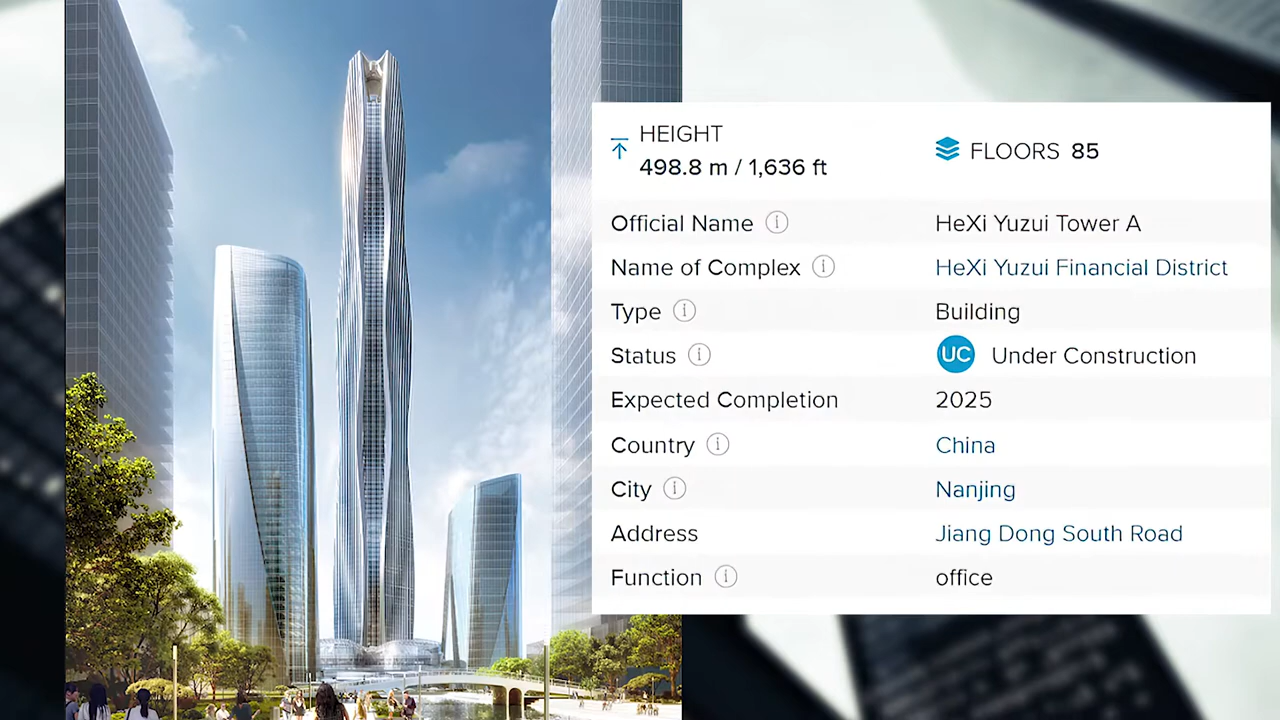 HEIGHT
498.8 m / 1,636 ft
FLOORS 85
Official Name HeXi Yuzui Tower A
Name of Complex HeXi Yuzui Financial District
Type Building
Status UC Under Construction
Expected Completion 2025
Country China
City Nanjing
Address Jiang Dong South Road
Function office